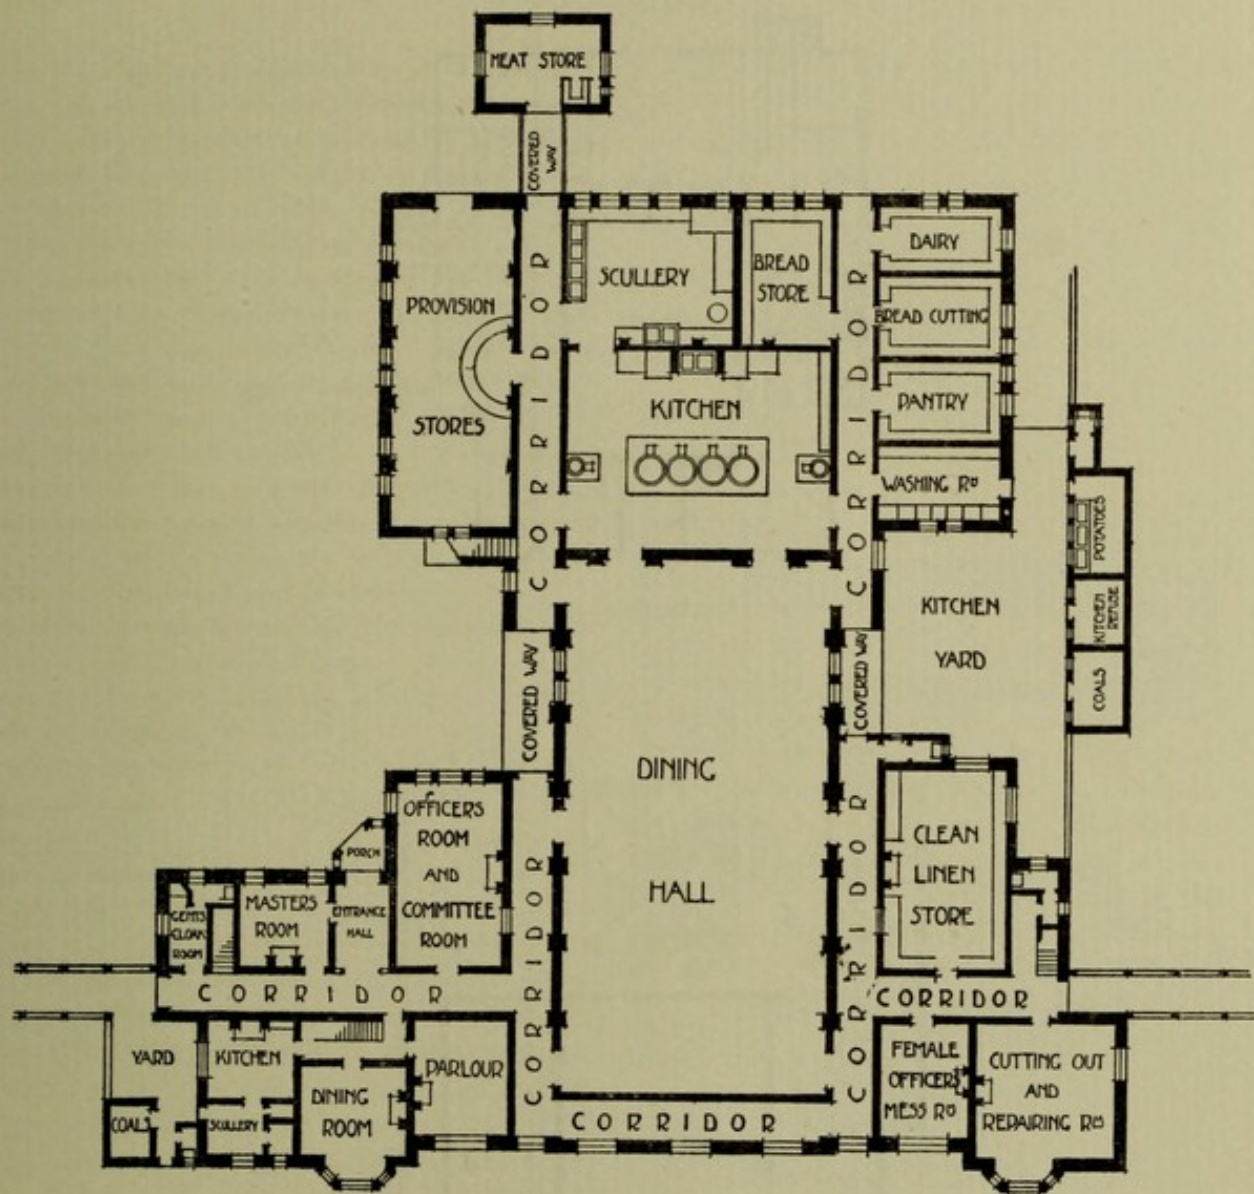 MEAT STORE
COVERED
WAY
PROVISION
STORES
CORRIDOR
SCULLERY
BREAD
STORE
CORRIDOR
DAIRY
BREAD CUTTING
PANTRY
WASHING RM
KITCHEN
POTATOES
KITCHEN
REFUSE
COALS
KITCHEN
YARD
COVERED WAY
COVERED WAY
DINING
HALL
OFFICERS
ROOM
AND
COMMITTEE
ROOM
PORCH
ENTRANCE
HALL
MASTERS
ROOM
GENTS
CLOAK
ROOM
CORRIDOR
CORRIDOR
CORRIDOR
CLEAN
LINEN
STORE
CORRIDOR
YARD
COALS
KITCHEN
SCULLERY
DINING
ROOM
PARLOUR
CORRIDOR
FEMALE
OFFICERS
MESS RM
CUTTING OUT
AND
REPAIRING RM